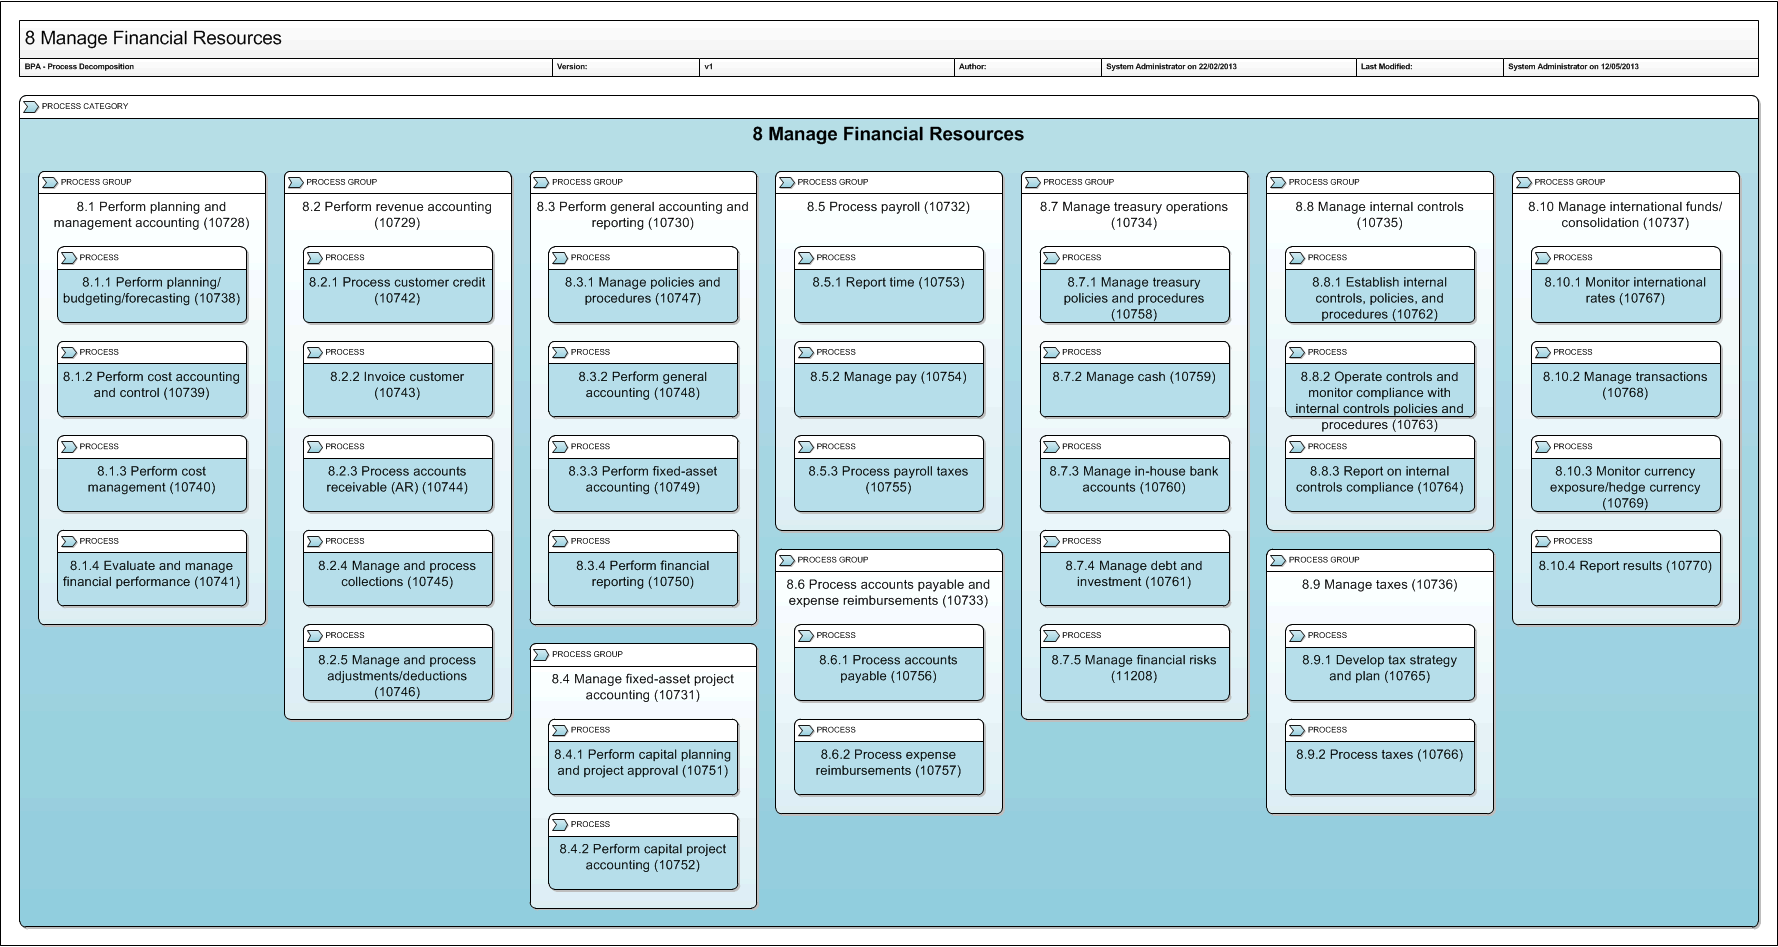 8 Manage Financial Resources
BPA - Process Decomposition
Version:
v1
Author:
System Administrator on 22/02/2013
Last Modified:
System Administrator on 12/05/2013
PROCESS CATEGORY
8 Manage Financial Resources
PROCESS GROUP
8.1 Perform planning and
management accounting (10728)
PROCESS
8.1.1 Perform planning/
budgeting/forecasting (10738)
PROCESS
8.1.2 Perform cost accounting
and control (10739)
PROCESS
8.1.3 Perform cost
management (10740)
PROCESS
8.1.4 Evaluate and manage
financial performance (10741)
PROCESS GROUP
8.2 Perform revenue accounting
(10729)
PROCESS
8.2.1 Process customer credit
(10742)
PROCESS
8.2.2 Invoice customer
(10743)
PROCESS
8.2.3 Process accounts
receivable (AR) (10744)
PROCESS
8.2.4 Manage and process
collections (10745)
PROCESS
8.2.5 Manage and process
adjustments/deductions
(10746)
PROCESS GROUP
8.3 Perform general accounting and
reporting (10730)
PROCESS
8.3.1 Manage policies and
procedures (10747)
PROCESS
8.3.2 Perform general
accounting (10748)
PROCESS
8.3.3 Perform fixed-asset
accounting (10749)
PROCESS
8.3.4 Perform financial
reporting (10750)
PROCESS GROUP
8.4 Manage fixed-asset project
accounting (10731)
PROCESS
8.4.1 Perform capital planning
and project approval (10751)
PROCESS
8.4.2 Perform capital project
accounting (10752)
PROCESS GROUP
8.5 Process payroll (10732)
PROCESS
8.5.1 Report time (10753)
PROCESS
8.5.2 Manage pay (10754)
PROCESS
8.5.3 Process payroll taxes
(10755)
PROCESS GROUP
8.6 Process accounts payable and
expense reimbursements (10733)
PROCESS
8.6.1 Process accounts
payable (10756)
PROCESS
8.6.2 Process expense
reimbursements (10757)
PROCESS GROUP
8.7 Manage treasury operations
(10734)
PROCESS
8.7.1 Manage treasury
policies and procedures
(10758)
PROCESS
8.7.2 Manage cash (10759)
PROCESS
8.7.3 Manage in-house bank
accounts (10760)
PROCESS
8.7.4 Manage debt and
investment (10761)
PROCESS
8.7.5 Manage financial risks
(11208)
PROCESS GROUP
8.8 Manage internal controls
(10735)
PROCESS
8.8.1 Establish internal
controls, policies, and
procedures (10762)
PROCESS
8.8.2 Operate controls and
monitor compliance with
internal controls policies and
procedures (10763)
PROCESS
8.8.3 Report on internal
controls compliance (10764)
PROCESS GROUP
8.9 Manage taxes (10736)
PROCESS
8.9.1 Develop tax strategy
and plan (10765)
PROCESS
8.9.2 Process taxes (10766)
PROCESS GROUP
8.10 Manage international funds/
consolidation (10737)
PROCESS
8.10.1 Monitor international
rates (10767)
PROCESS
8.10.2 Manage transactions
(10768)
PROCESS
8.10.3 Monitor currency
exposure/hedge currency
(10769)
PROCESS
8.10.4 Report results (10770)